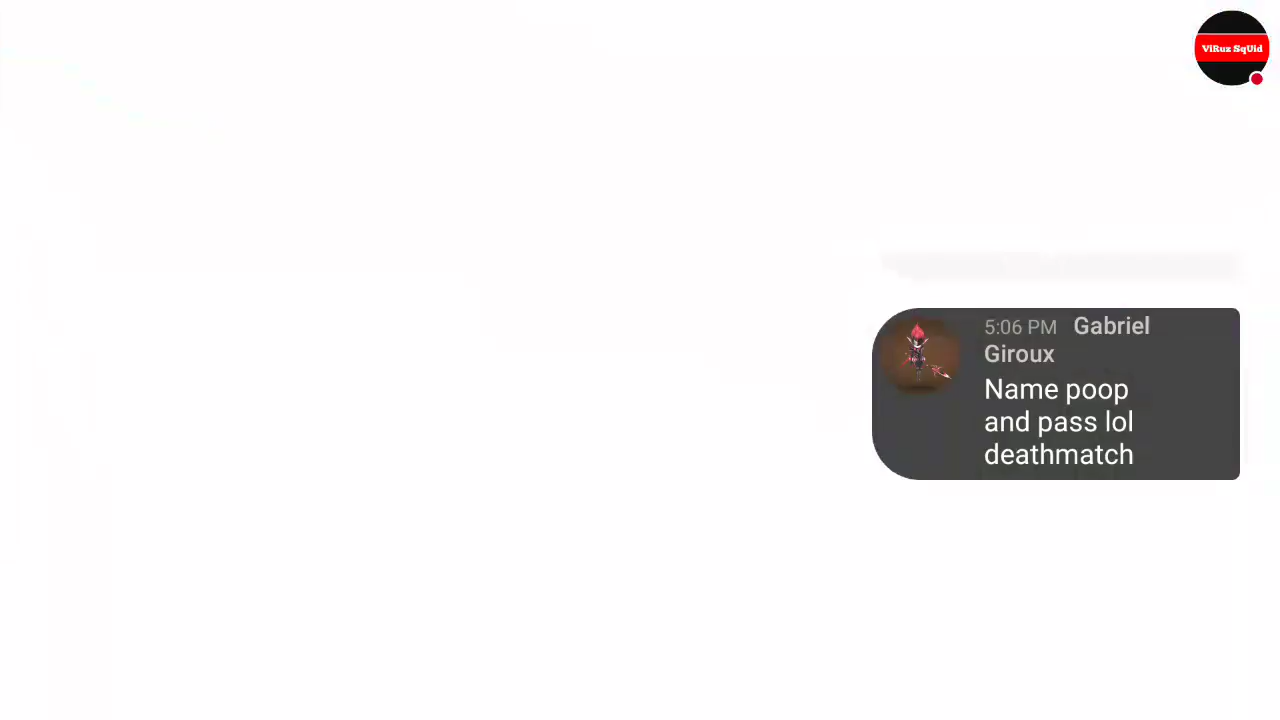 ViRuz SqUid
5:06 PM Gabriel
Giroux
Name poop
and pass lol
deathmatch